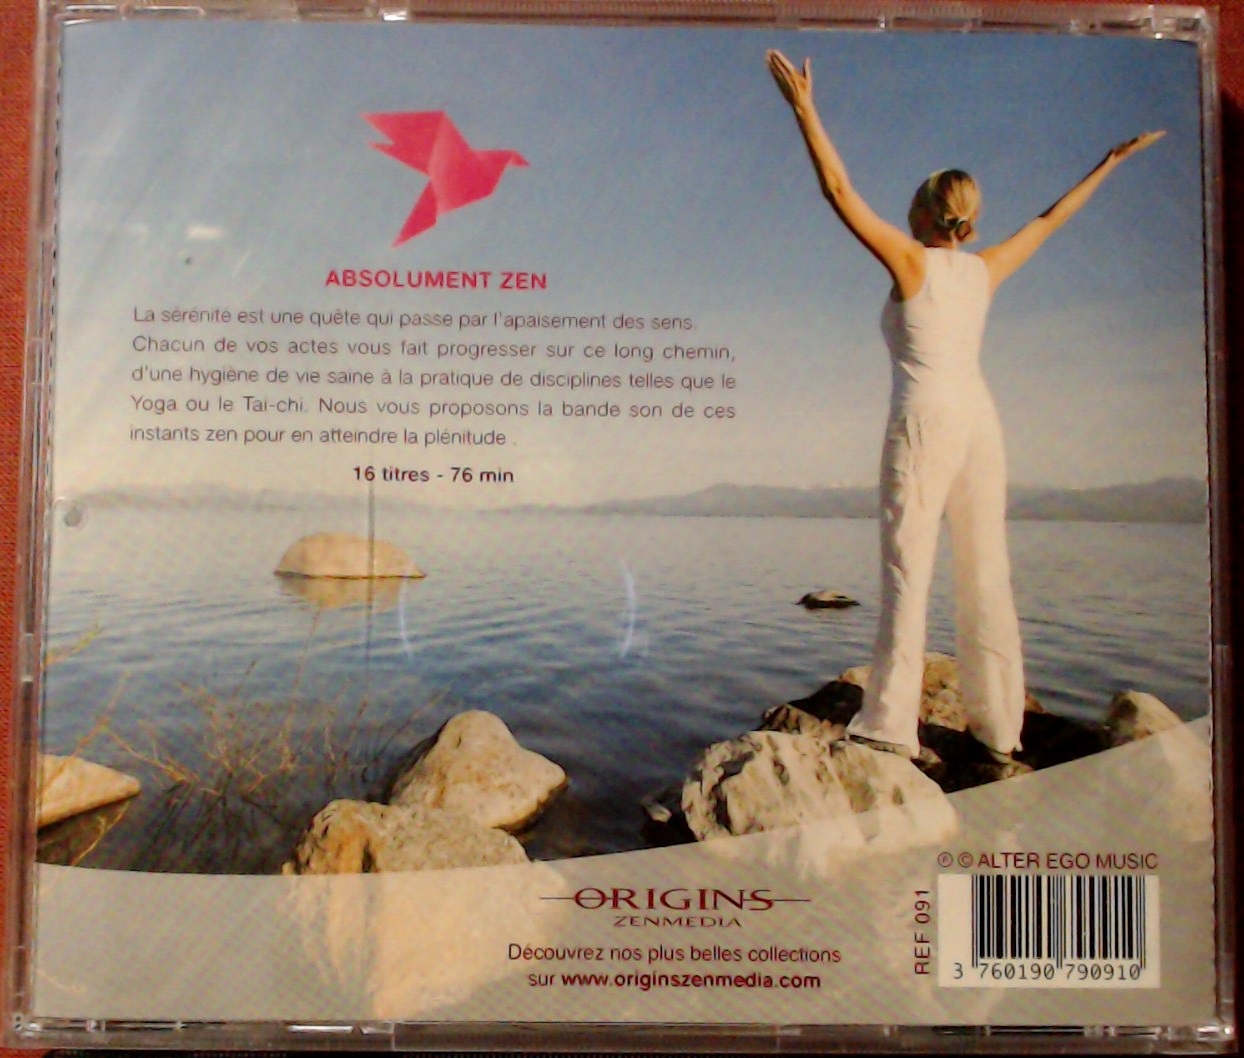 ABSOLUMENT ZEN
La sérénité est une quête qui passe par l'apaisement des sens.
Chacun de vos actes vous fait progresser sur ce long chemin,
d'une hygiène de vie saine à la pratique de disciplines telles que le
Yoga ou le Tai-chi. Nous vous proposons la bande son de ces
instants zen pour en atteindre la plénitude .
16 titres - 76 min
℗ © ALTER EGO MUSIC
ORIGINS
ZENMEDIA
Découvrez nos plus belles collections
sur www.originszenmedia.com
REF 091
3 760190 790910